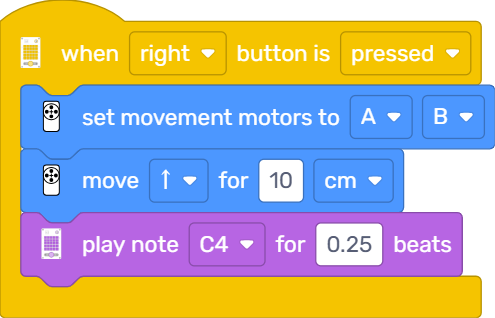 when right button is pressed
set movement motors to A B
move ↑ for 10 cm
play note C4 for 0.25 beats